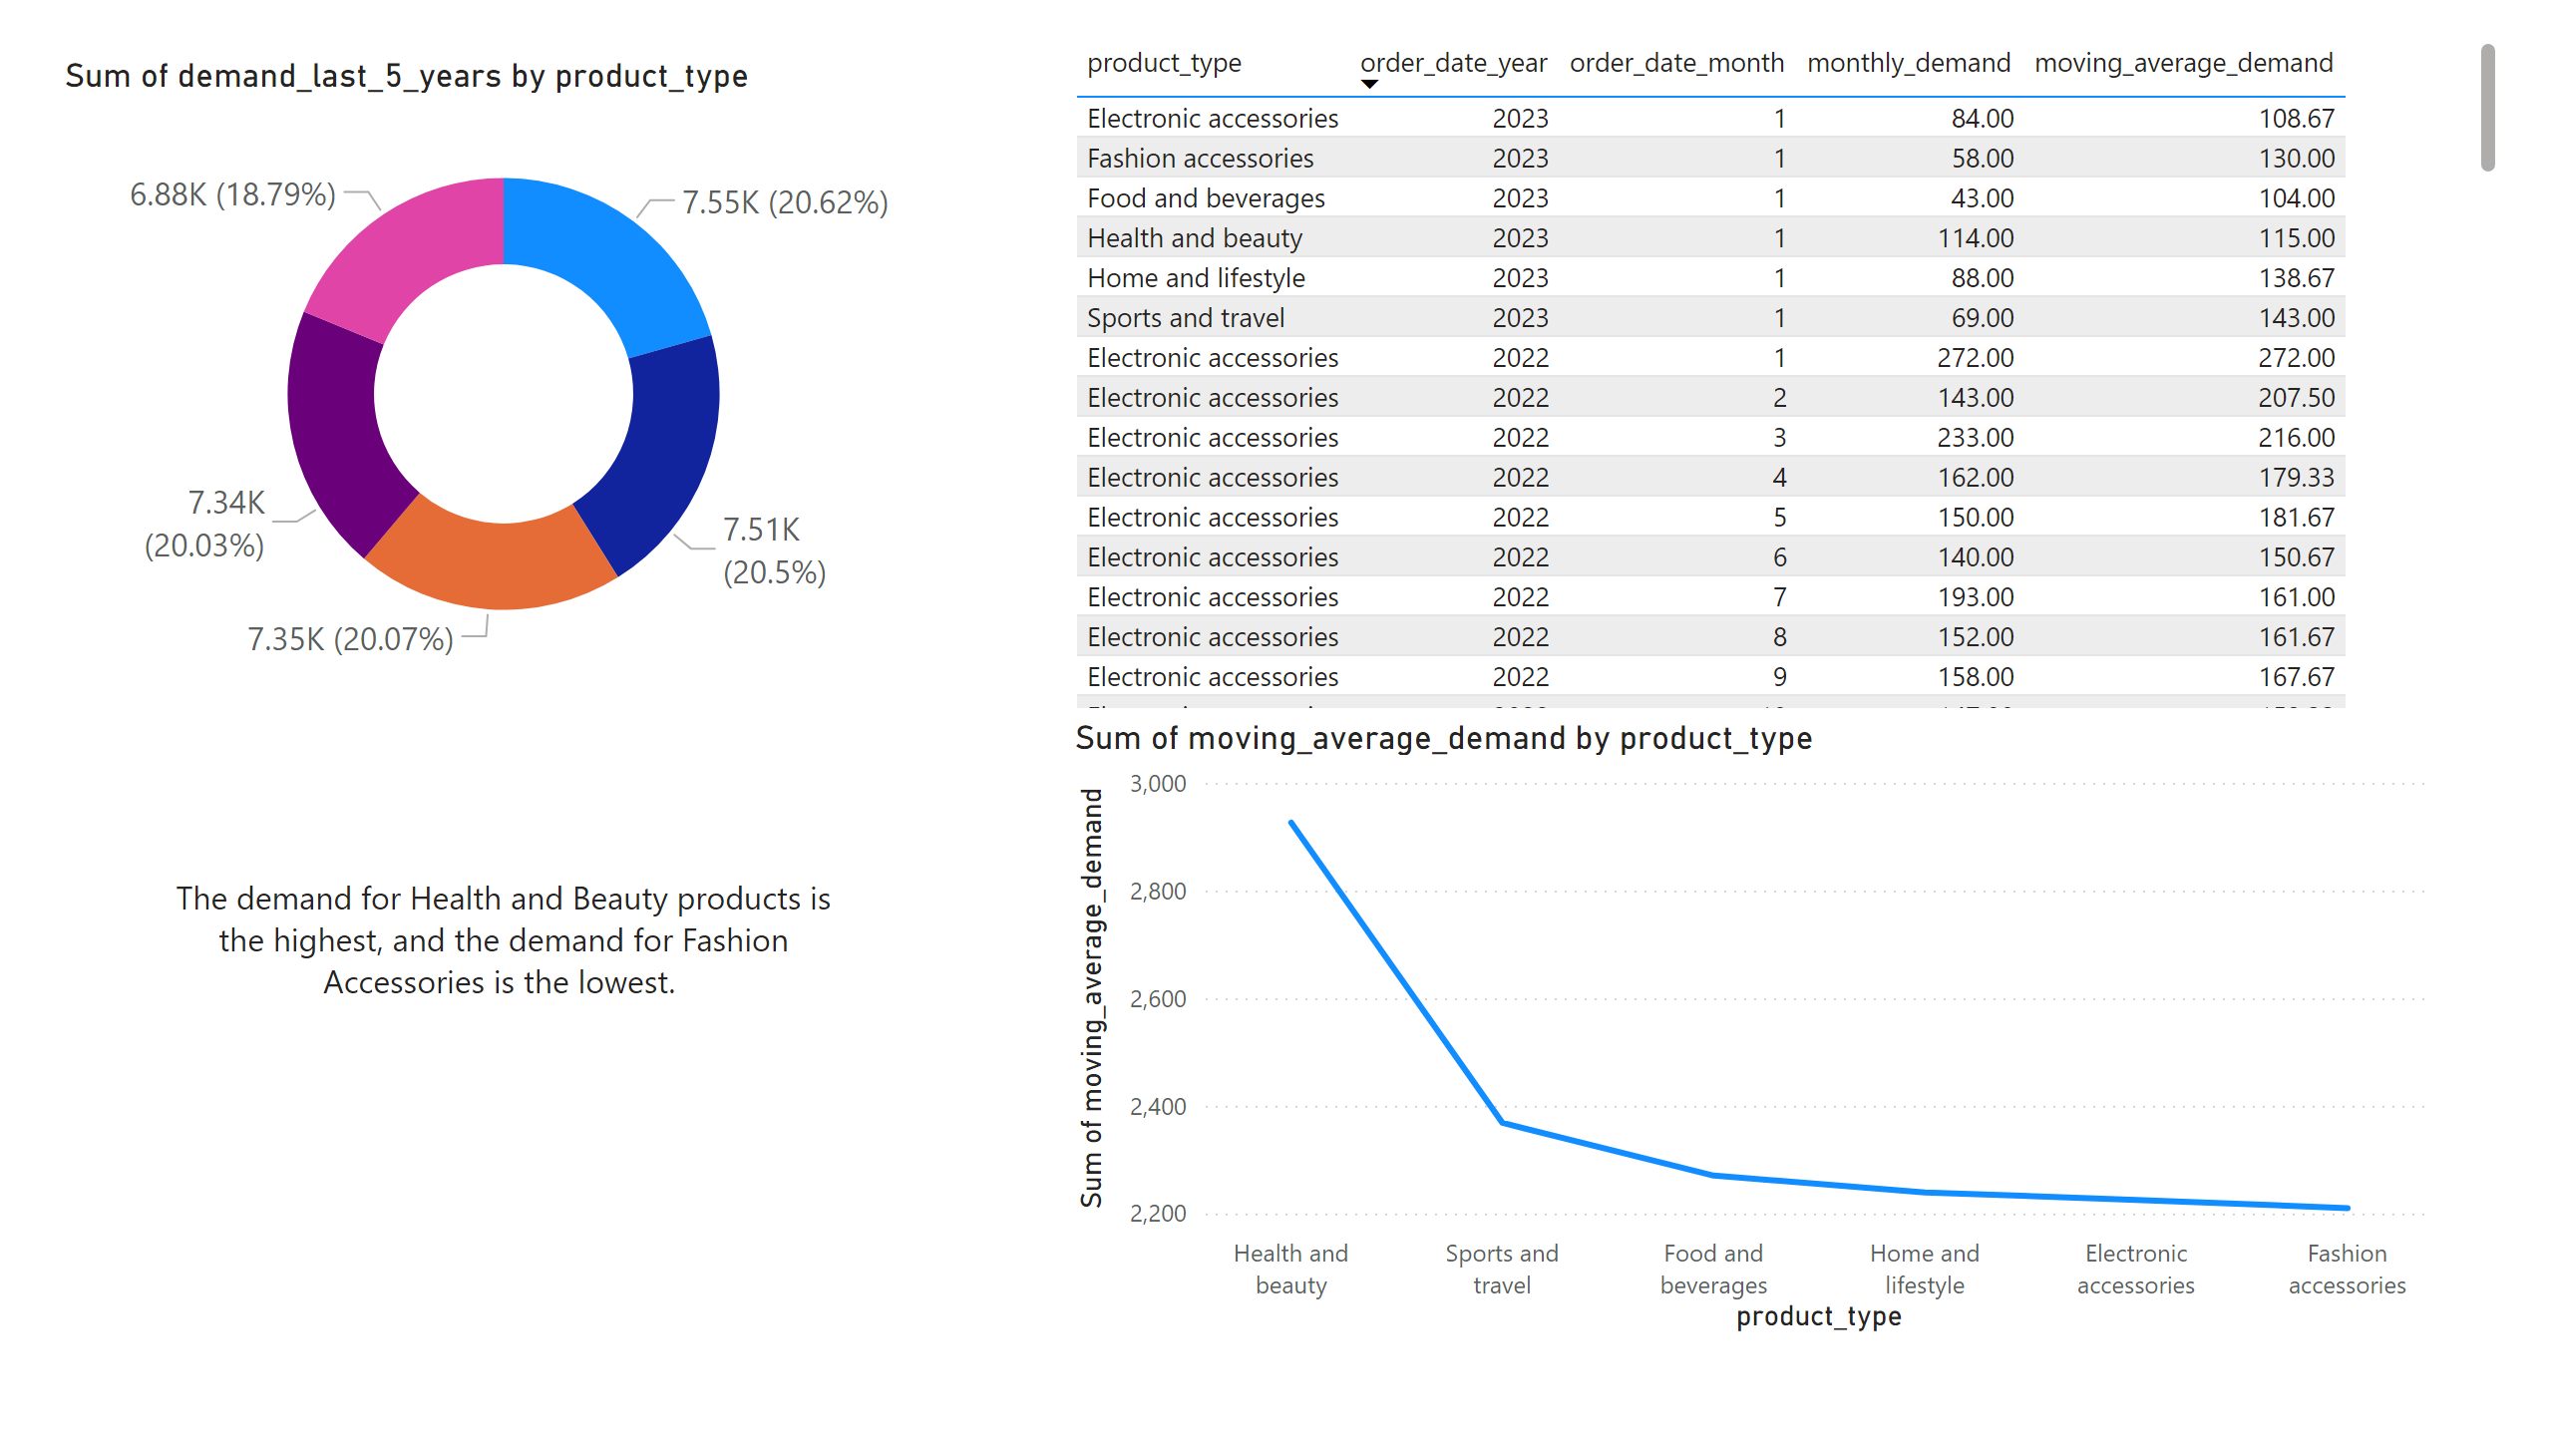 Sum of demand_last_5_years by product_type
6.88K (18.79%)
7.55K (20.62%)
7.34K
(20.03%)
7.51K
(20.5%)
7.35K (20.07%)
The demand for Health and Beauty products is
the highest, and the demand for Fashion
Accessories is the lowest.
product_type order_date_year order_date_month monthly_demand moving_average_demand
Electronic accessories 2023 1 84.00 108.67
Fashion accessories 2023 1 58.00 130.00
Food and beverages 2023 1 43.00 104.00
Health and beauty 2023 1 114.00 115.00
Home and lifestyle 2023 1 88.00 138.67
Sports and travel 2023 1 69.00 143.00
Electronic accessories 2022 1 272.00 272.00
Electronic accessories 2022 2 143.00 207.50
Electronic accessories 2022 3 233.00 216.00
Electronic accessories 2022 4 162.00 179.33
Electronic accessories 2022 5 150.00 181.67
Electronic accessories 2022 6 140.00 150.67
Electronic accessories 2022 7 193.00 161.00
Electronic accessories 2022 8 152.00 161.67
Electronic accessories 2022 9 158.00 167.67
Sum of moving_average_demand by product_type
Sum of moving_average_demand
3,000
2,800
2,600
2,400
2,200
Health and beauty
Sports and travel
Food and beverages
Home and lifestyle
Electronic accessories
Fashion accessories
product_type